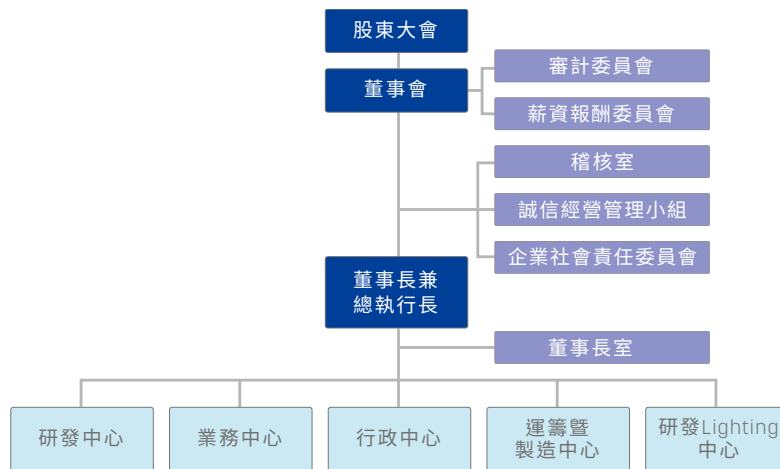 股東大會
董事會
審計委員會
薪資報酬委員會
稽核室
誠信經營管理小組
企業社會責任委員會
董事長兼
總執行長
董事長室
研發中心
業務中心
行政中心
運籌暨
製造中心
研發Lighting
中心